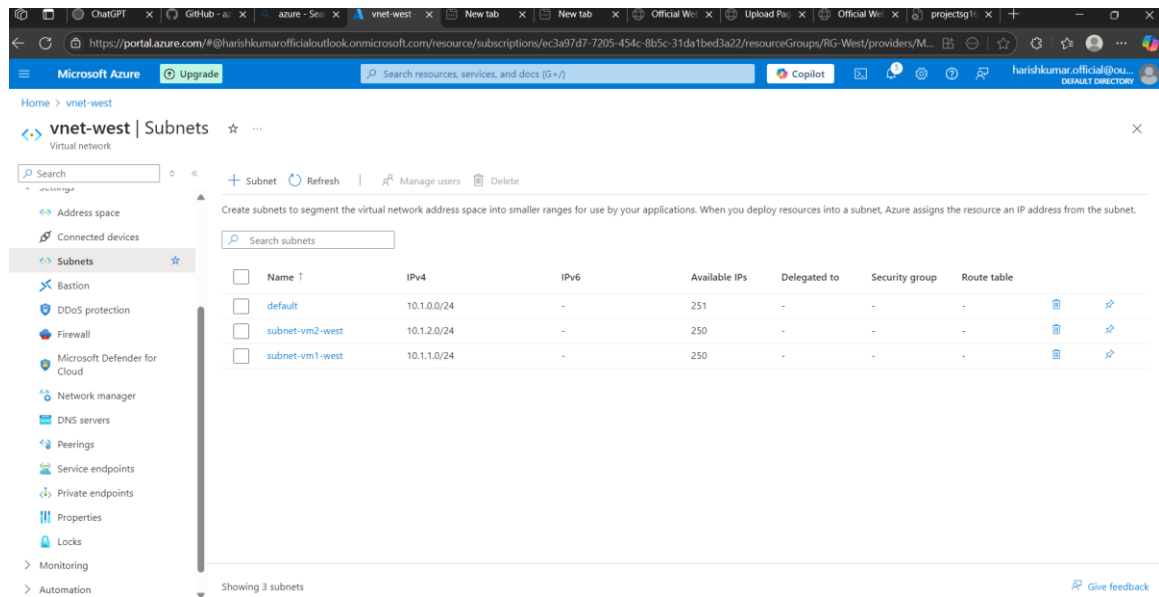 ChatGPT
GitHub - az
azure - Sea
vnet-west -
New tab
New tab
Official Wel
Upload Pag
Official Wel
projectsg16
https://portal.azure.com/#@harishkumarofficialoutlook.onmicrosoft.com/resource/subscriptions/ec3a97d7-7205-454c-8b5c-31da1bed3a22/resourceGroups/RG-West/providers/M...
Microsoft Azure
Upgrade
Search resources, services, and docs (G+/)
Copilot
3
harishkumar.official@ou...
DEFAULT DIRECTORY
Home > vnet-west
vnet-west | Subnets
Virtual network
Search
Settings
Address space
Connected devices
Subnets
Bastion
DDoS protection
Firewall
Microsoft Defender for
Cloud
Network manager
DNS servers
Peerings
Service endpoints
Private endpoints
Properties
Locks
Monitoring
Automation
+ Subnet Refresh | Manage users Delete
Create subnets to segment the virtual network address space into smaller ranges for use by your applications. When you deploy resources into a subnet, Azure assigns the resource an IP address from the subnet.
Search subnets
Name ↑ IPv4 IPv6 Available IPs Delegated to Security group Route table
default 10.1.0.0/24 - 251 - - -
subnet-vm2-west 10.1.2.0/24 - 250 - - -
subnet-vm1-west 10.1.1.0/24 - 250 - - -
Showing 3 subnets
Give feedback